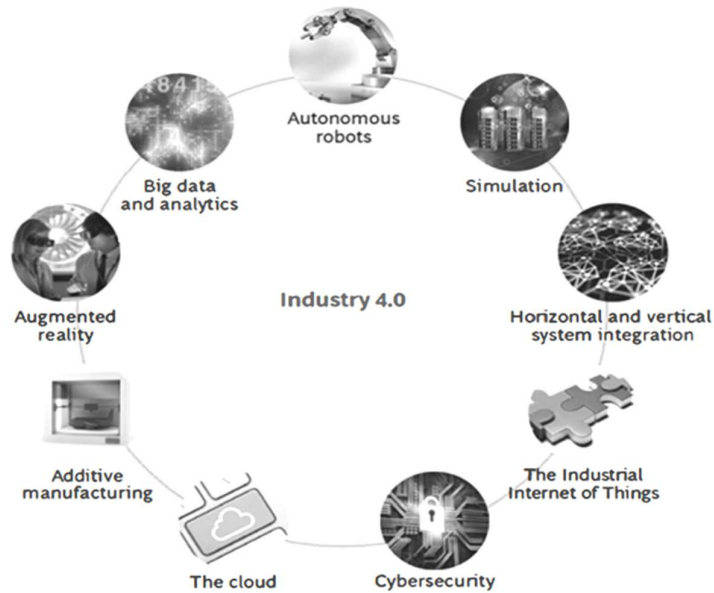 Autonomous
robots
Simulation
Horizontal and vertical
system integration
The Industrial
Internet of Things
Cybersecurity
The cloud
Additive
manufacturing
Augmented
reality
Big data
and analytics
Industry 4.0